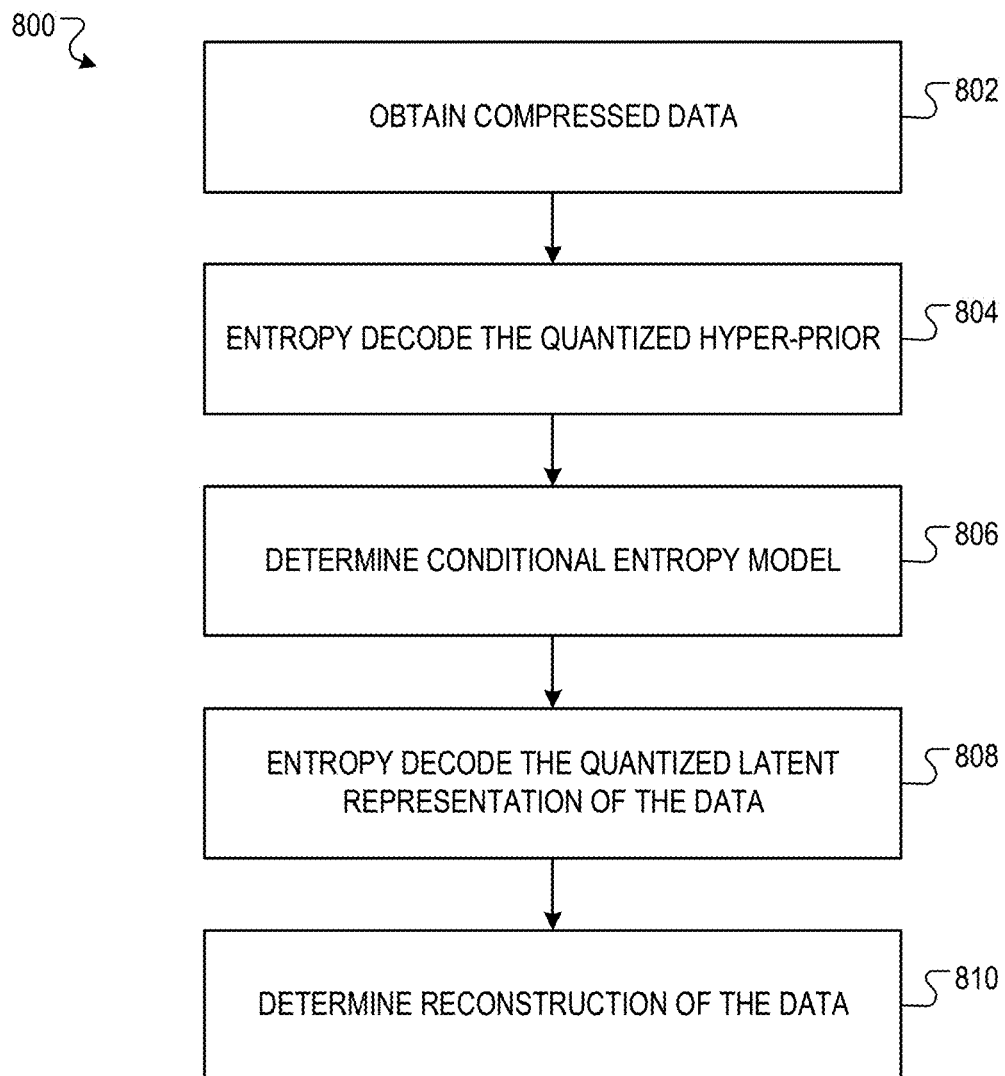 800
OBTAIN COMPRESSED DATA
802
ENTROPY DECODE THE QUANTIZED HYPER-PRIOR
804
DETERMINE CONDITIONAL ENTROPY MODEL
806
ENTROPY DECODE THE QUANTIZED LATENT
REPRESENTATION OF THE DATA
808
DETERMINE RECONSTRUCTION OF THE DATA
810